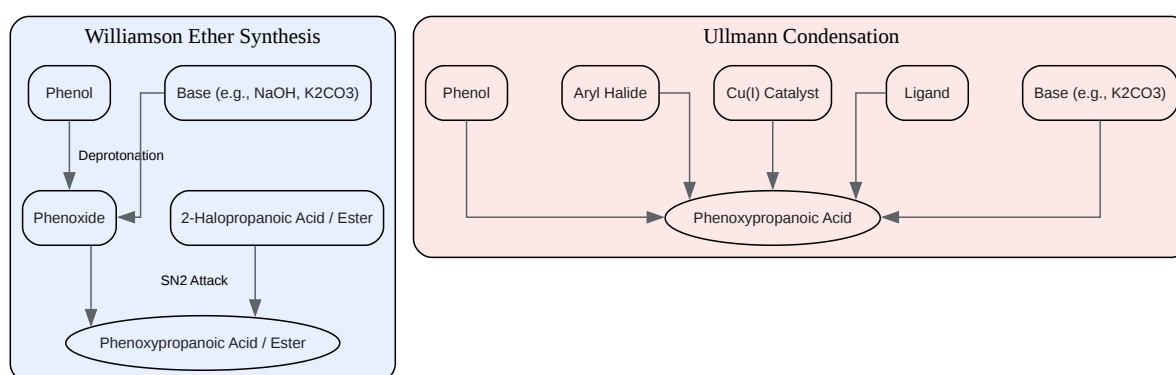 Williamson Ether Synthesis
Phenol
Base (e.g., NaOH, K2CO3)
Deprotonation
Phenoxide
2-Halopropanoic Acid / Ester
SN2 Attack
Phenoxypropanoic Acid / Ester
Ullmann Condensation
Phenol
Aryl Halide
Cu(I) Catalyst
Ligand
Base (e.g., K2CO3)
Phenoxypropanoic Acid